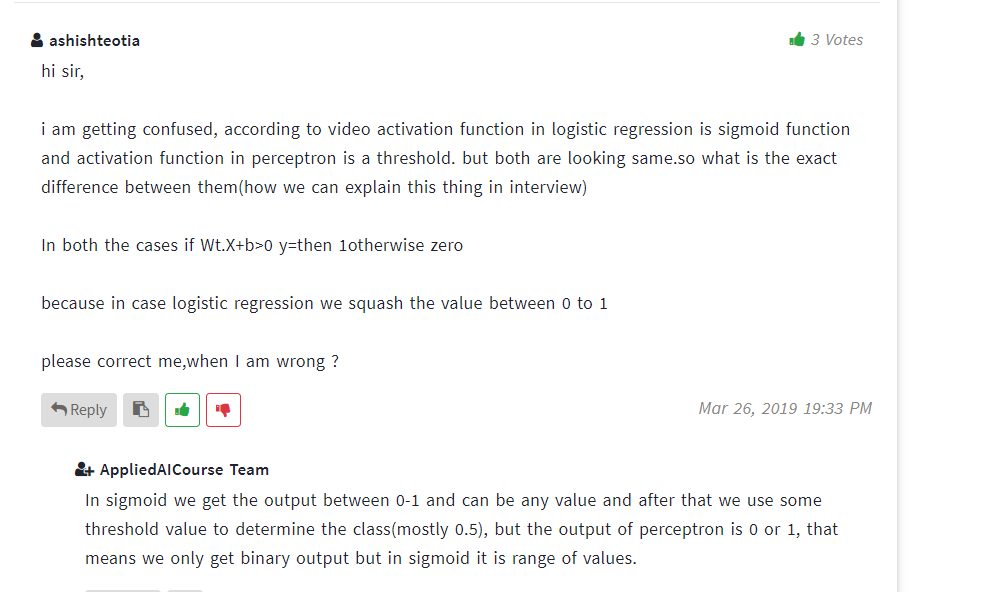 ashishteotia
3 Votes
hi sir,
i am getting confused, according to video activation function in logistic regression is sigmoid function
and activation function in perceptron is a threshold. but both are looking same.so what is the exact
difference between them(how we can explain this thing in interview)
In both the cases if Wt.X+b>0 y=then 1otherwise zero
because in case logistic regression we squash the value between 0 to 1
please correct me,when I am wrong ?
Reply
Mar 26, 2019 19:33 PM
AppliedAICourse Team
In sigmoid we get the output between 0-1 and can be any value and after that we use some
threshold value to determine the class(mostly 0.5), but the output of perceptron is 0 or 1, that
means we only get binary output but in sigmoid it is range of values.